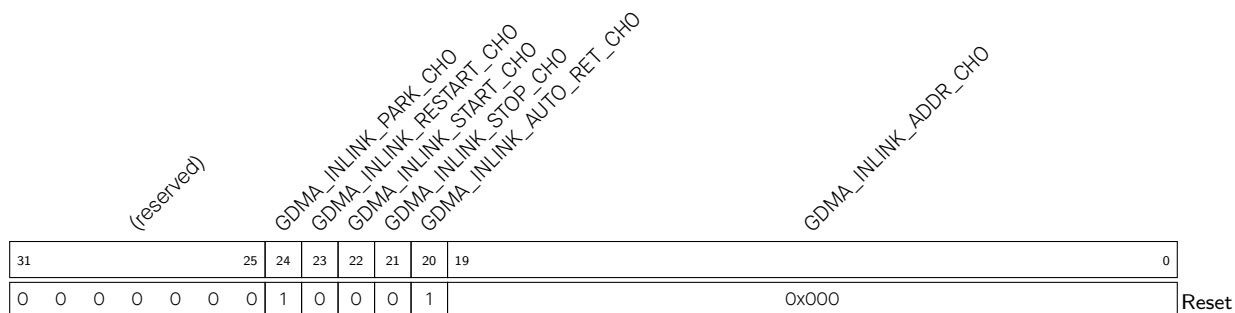 (reserved)
GDMA_INLINK_PARK_CH0
GDMA_INLINK_RESTART_CH0
GDMA_INLINK_START_CH0
GDMA_INLINK_STOP_CH0
GDMA_INLINK_AUTO_RET_CH0
GDMA_INLINK_ADDR_CH0
31 25 24 23 22 21 20 19 0
0 0 0 0 0 0 0 1 0 0 0 1 0x000 Reset